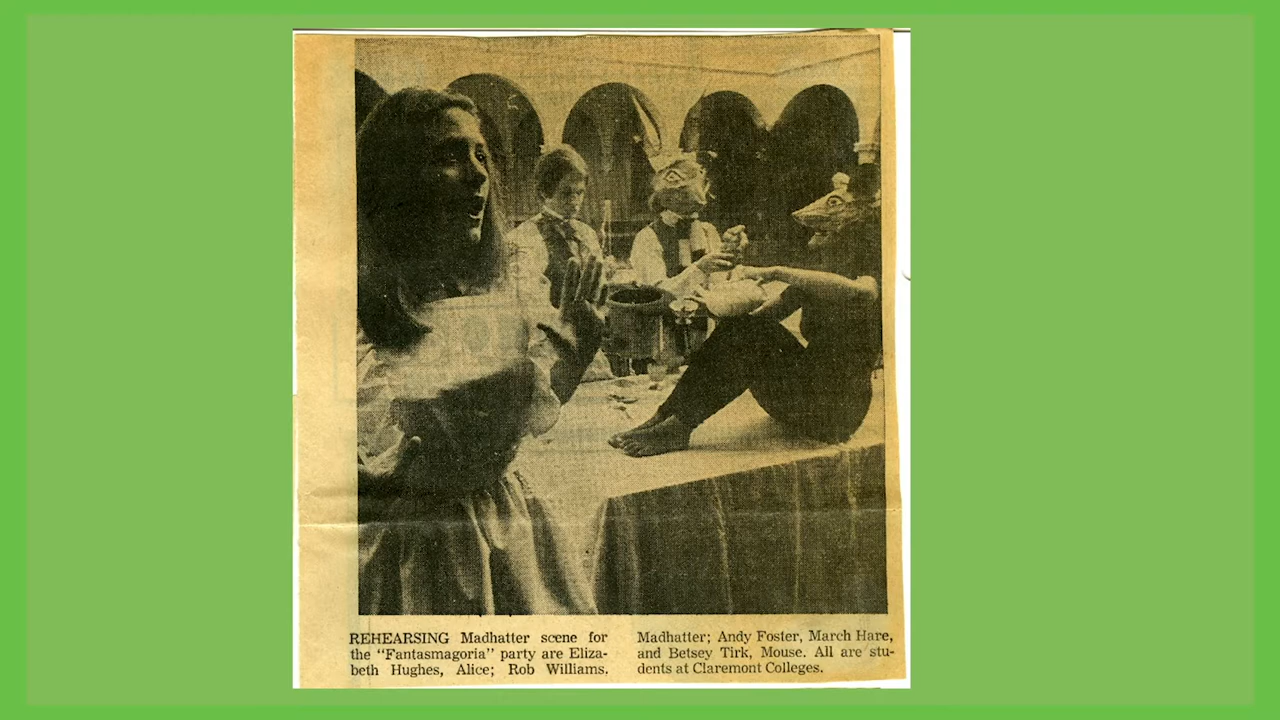 REHEARSING Madhatter scene for
the "Fantasmagoria" party are Eliza-
beth Hughes, Alice; Rob Williams.
Madhatter; Andy Foster, March Hare,
and Betsey Tirk, Mouse. All are stu-
dents at Claremont Colleges.